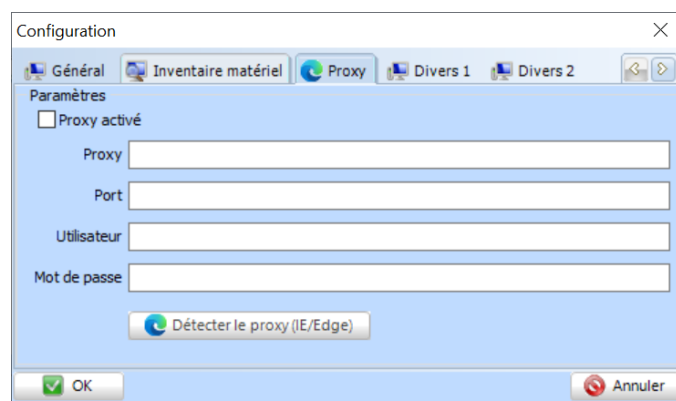 Configuration
Général Inventaire matériel Proxy Divers 1 Divers 2
Paramètres
Proxy activé
Proxy
Port
Utilisateur
Mot de passe
Détecter le proxy (IE/Edge)
OK Annuler